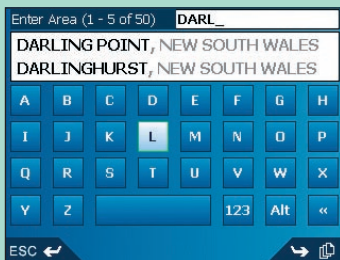 Enter Area (1 - 5 of 50) DARL_
DARLING POINT, NEW SOUTH WALES
DARLINGHURST, NEW SOUTH WALES
A B C D E F G H
I J K L M N O P
Q R S T U V W X
Y Z 123 Alt «
ESC